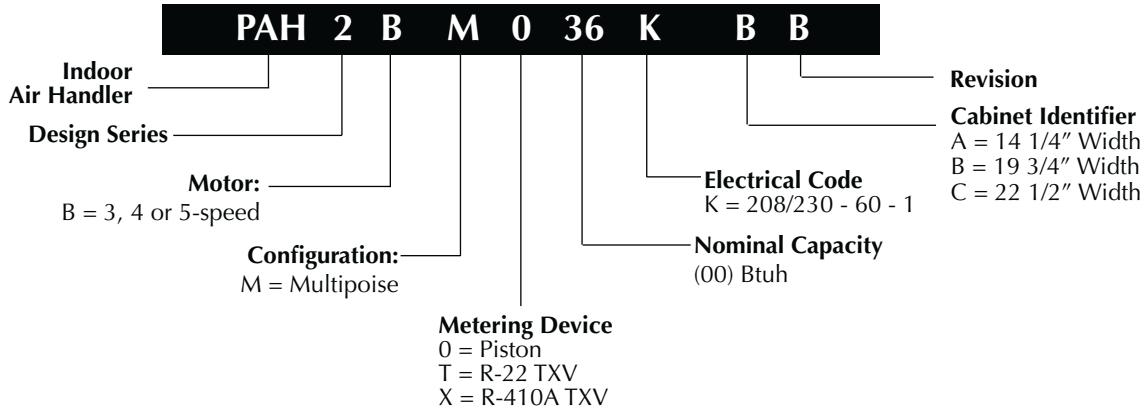 PAH 2 B M 0 36 K B B
Indoor
Air Handler
Design Series
Motor:
B = 3, 4 or 5-speed
Configuration:
M = Multipoise
Metering Device
0 = Piston
T = R-22 TXV
X = R-410A TXV
Nominal Capacity
(00) Btuh
Electrical Code
K = 208/230 - 60 - 1
Revision
Cabinet Identifier
A = 14 1/4” Width
B = 19 3/4” Width
C = 22 1/2” Width